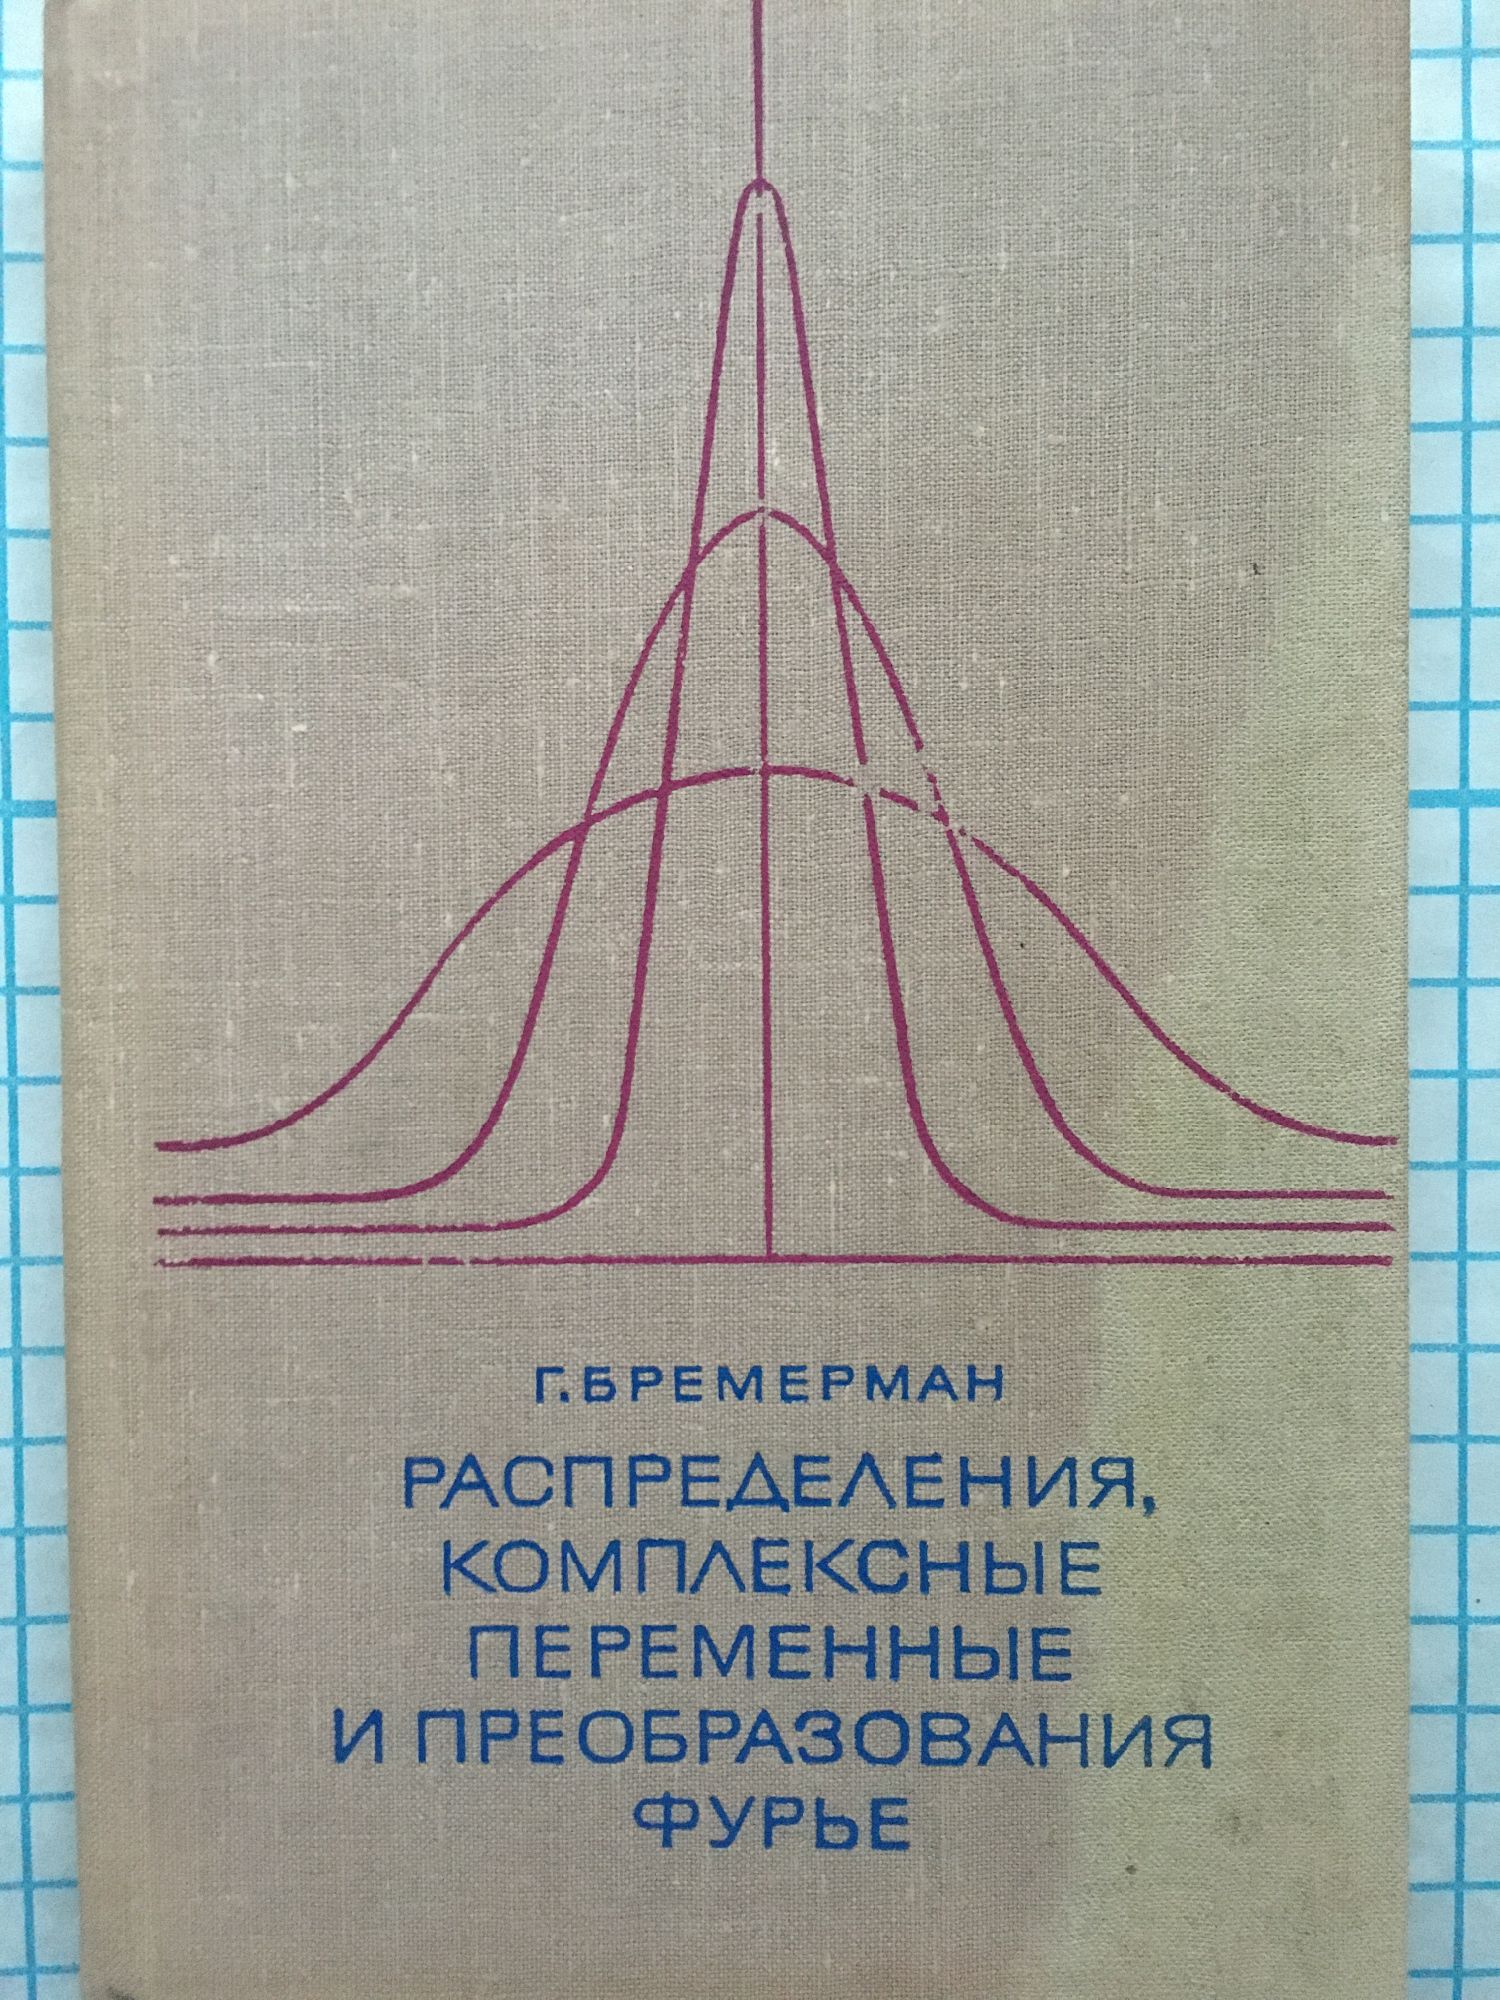 Г. БРЕМЕРМАН
РАСПРЕДЕЛЕНИЯ,
КОМПЛЕКСНЫЕ
ПЕРЕМЕННЫЕ
И ПРЕОБРАЗОВАНИЯ
ФУРЬЕ